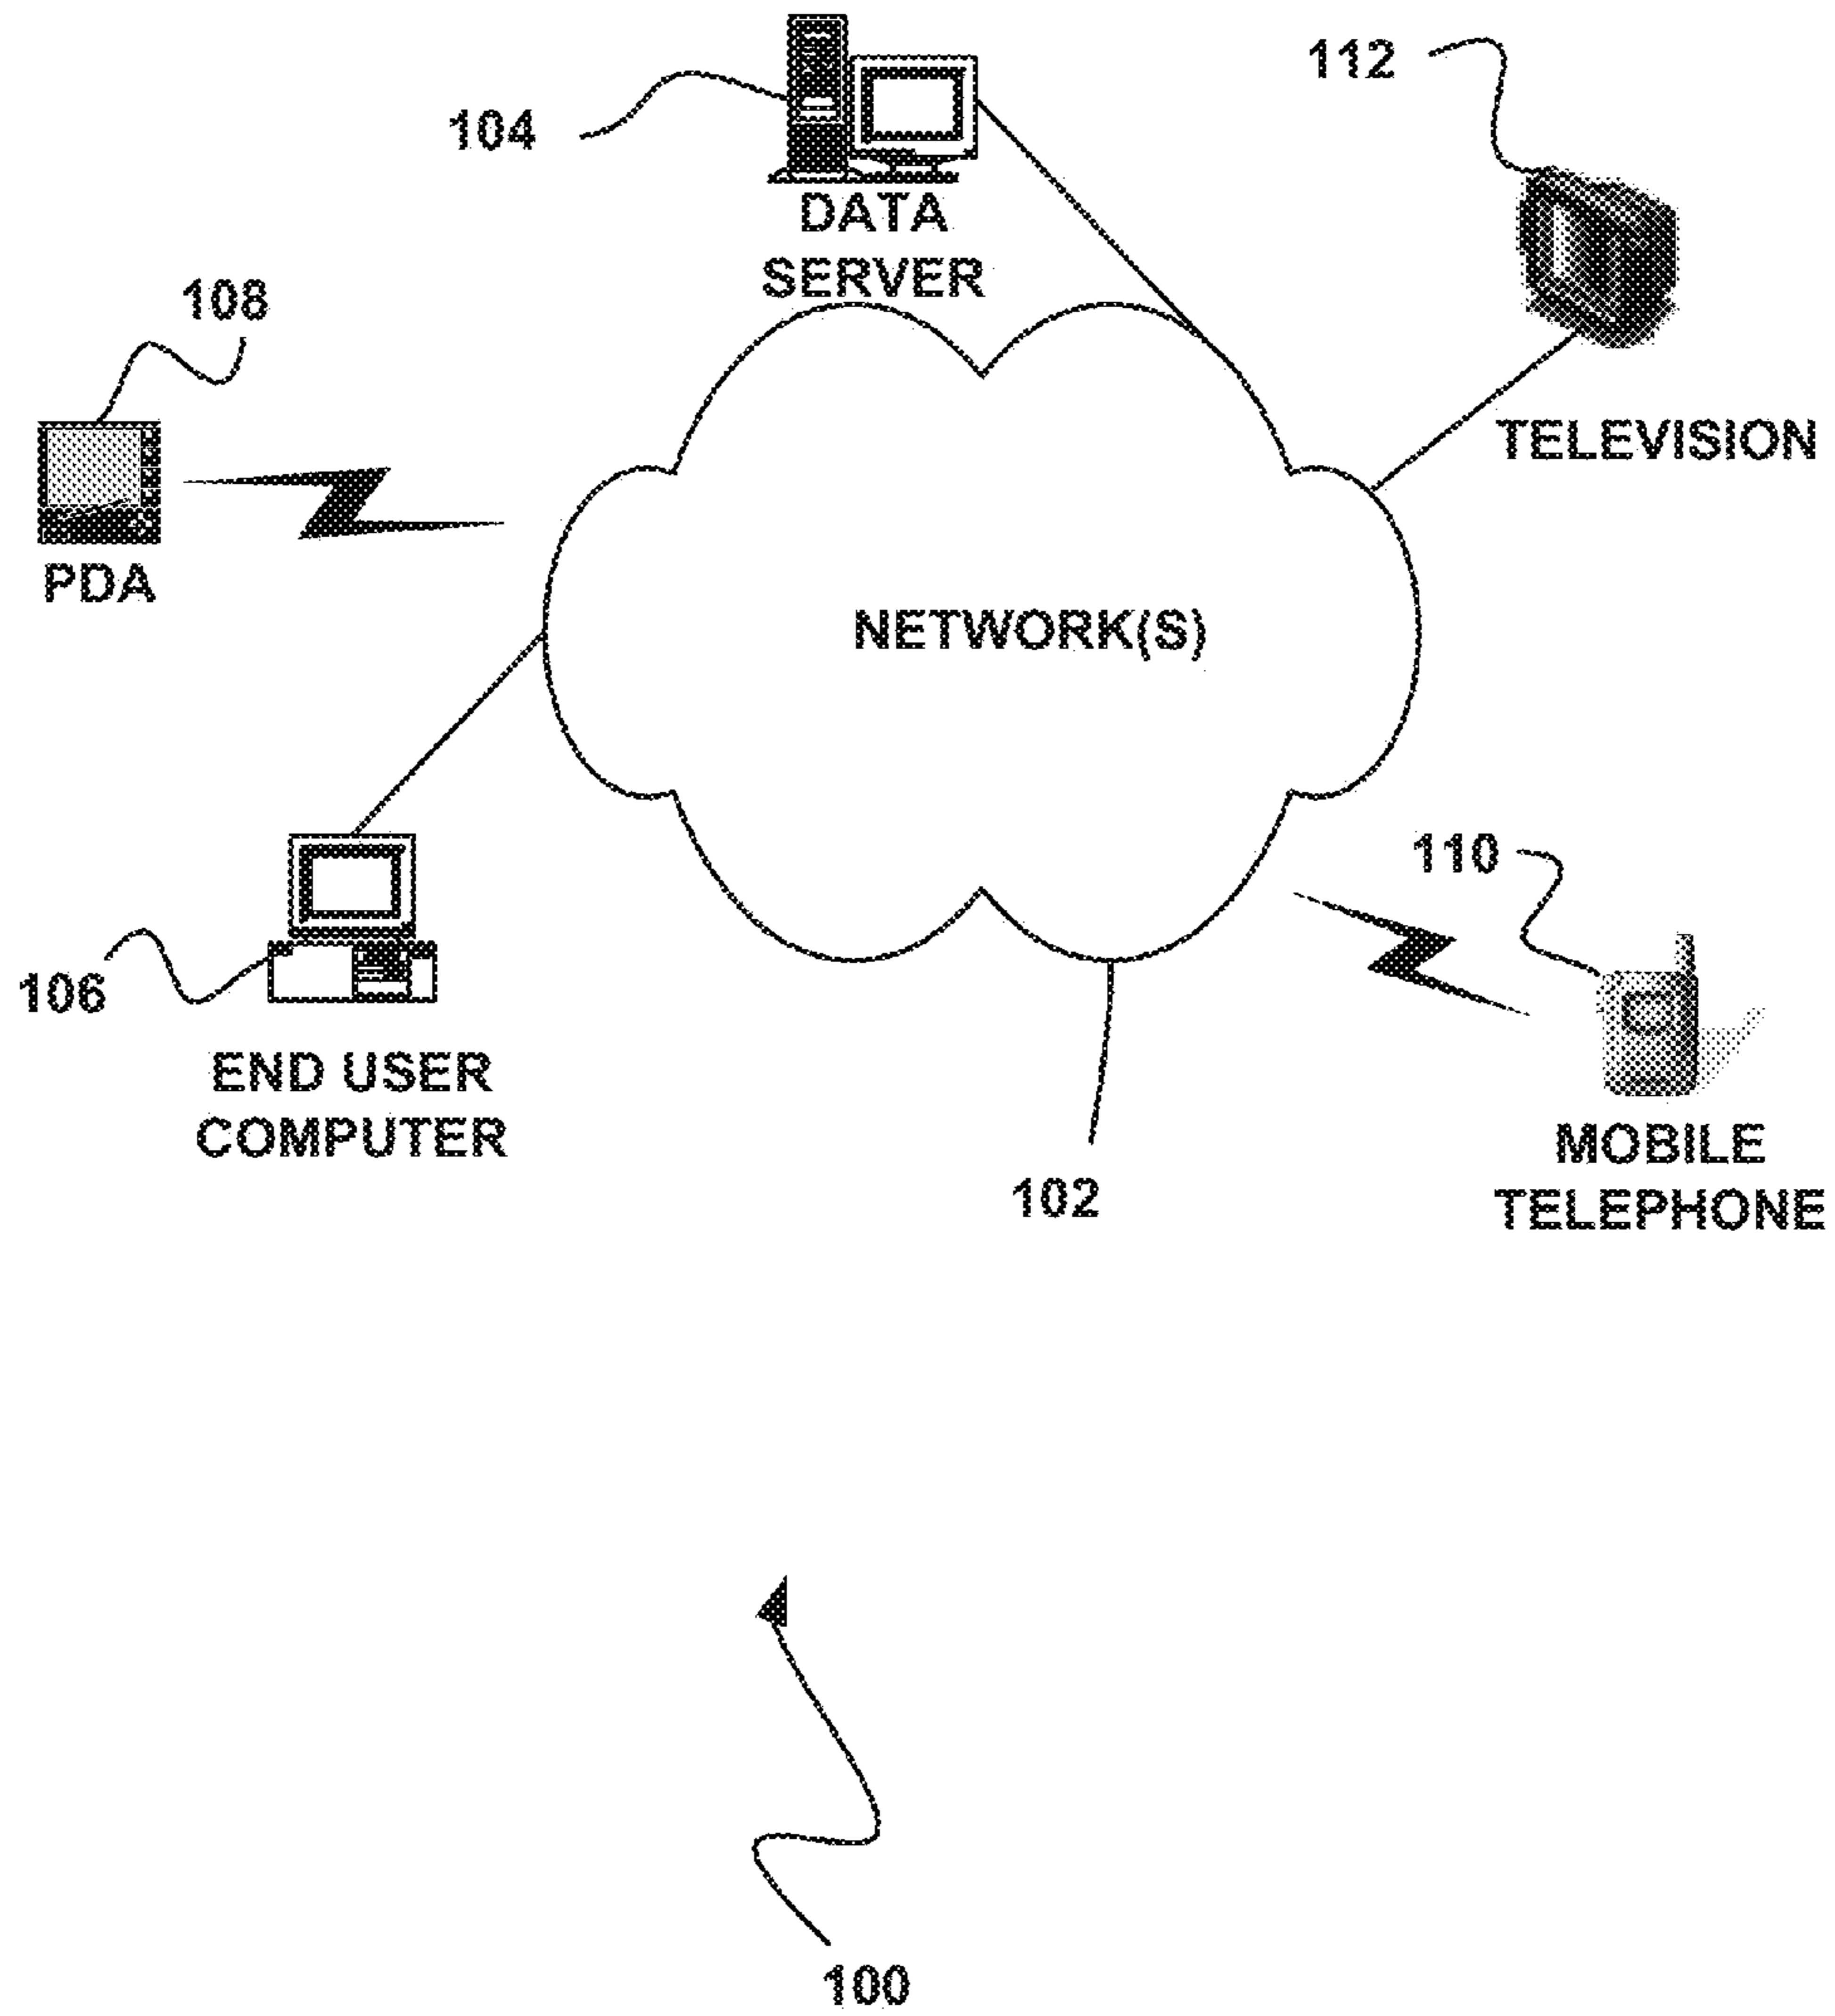 112
104
DATA
SERVER
108
TELEVISION
PDA
NETWORK(S)
110
106
END USER
COMPUTER
MOBILE
TELEPHONE
102
100